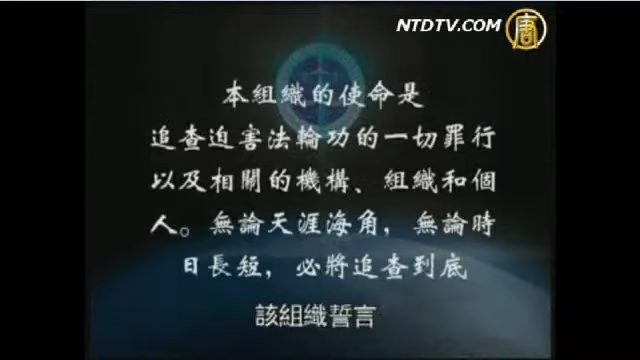 NTDTV.COM 唐
本組織的使命是
追查迫害法輪功的一切罪行
以及相關的機構、組織和個
人。無論天涯海角，無論時
日長短，必將追查到底
該組織誓言